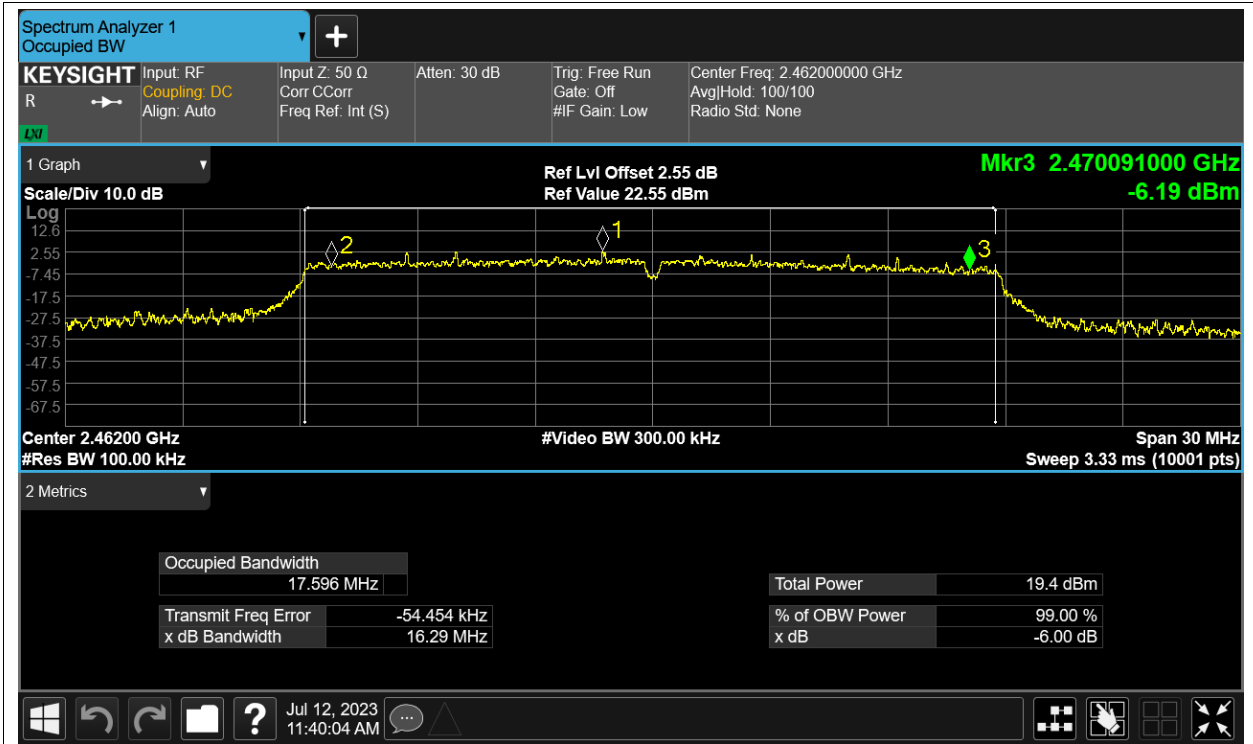 Spectrum Analyzer 1
Occupied BW
KEYSIGHT
R
LXI
Input: RF
Coupling: DC
Align: Auto
Input Z: 50 Ω
Corr CCorr
Freq Ref: Int (S)
Atten: 30 dB
Trig: Free Run
Gate: Off
#IF Gain: Low
Center Freq: 2.462000000 GHz
Avg|Hold: 100/100
Radio Std: None
1 Graph
Scale/Div 10.0 dB
Ref Lvl Offset 2.55 dB
Ref Value 22.55 dBm
Mkr3 2.470091000 GHz
-6.19 dBm
Log
12.6
2.55
-7.45
-17.5
-27.5
-37.5
-47.5
-57.5
-67.5
2
1
3
Center 2.46200 GHz
#Video BW 300.00 kHz
Span 30 MHz
#Res BW 100.00 kHz
Sweep 3.33 ms (10001 pts)
2 Metrics
Occupied Bandwidth
17.596 MHz
Total Power 19.4 dBm
Transmit Freq Error -54.454 kHz
% of OBW Power 99.00 %
x dB Bandwidth 16.29 MHz
x dB -6.00 dB
?
Jul 12, 2023
11:40:04 AM